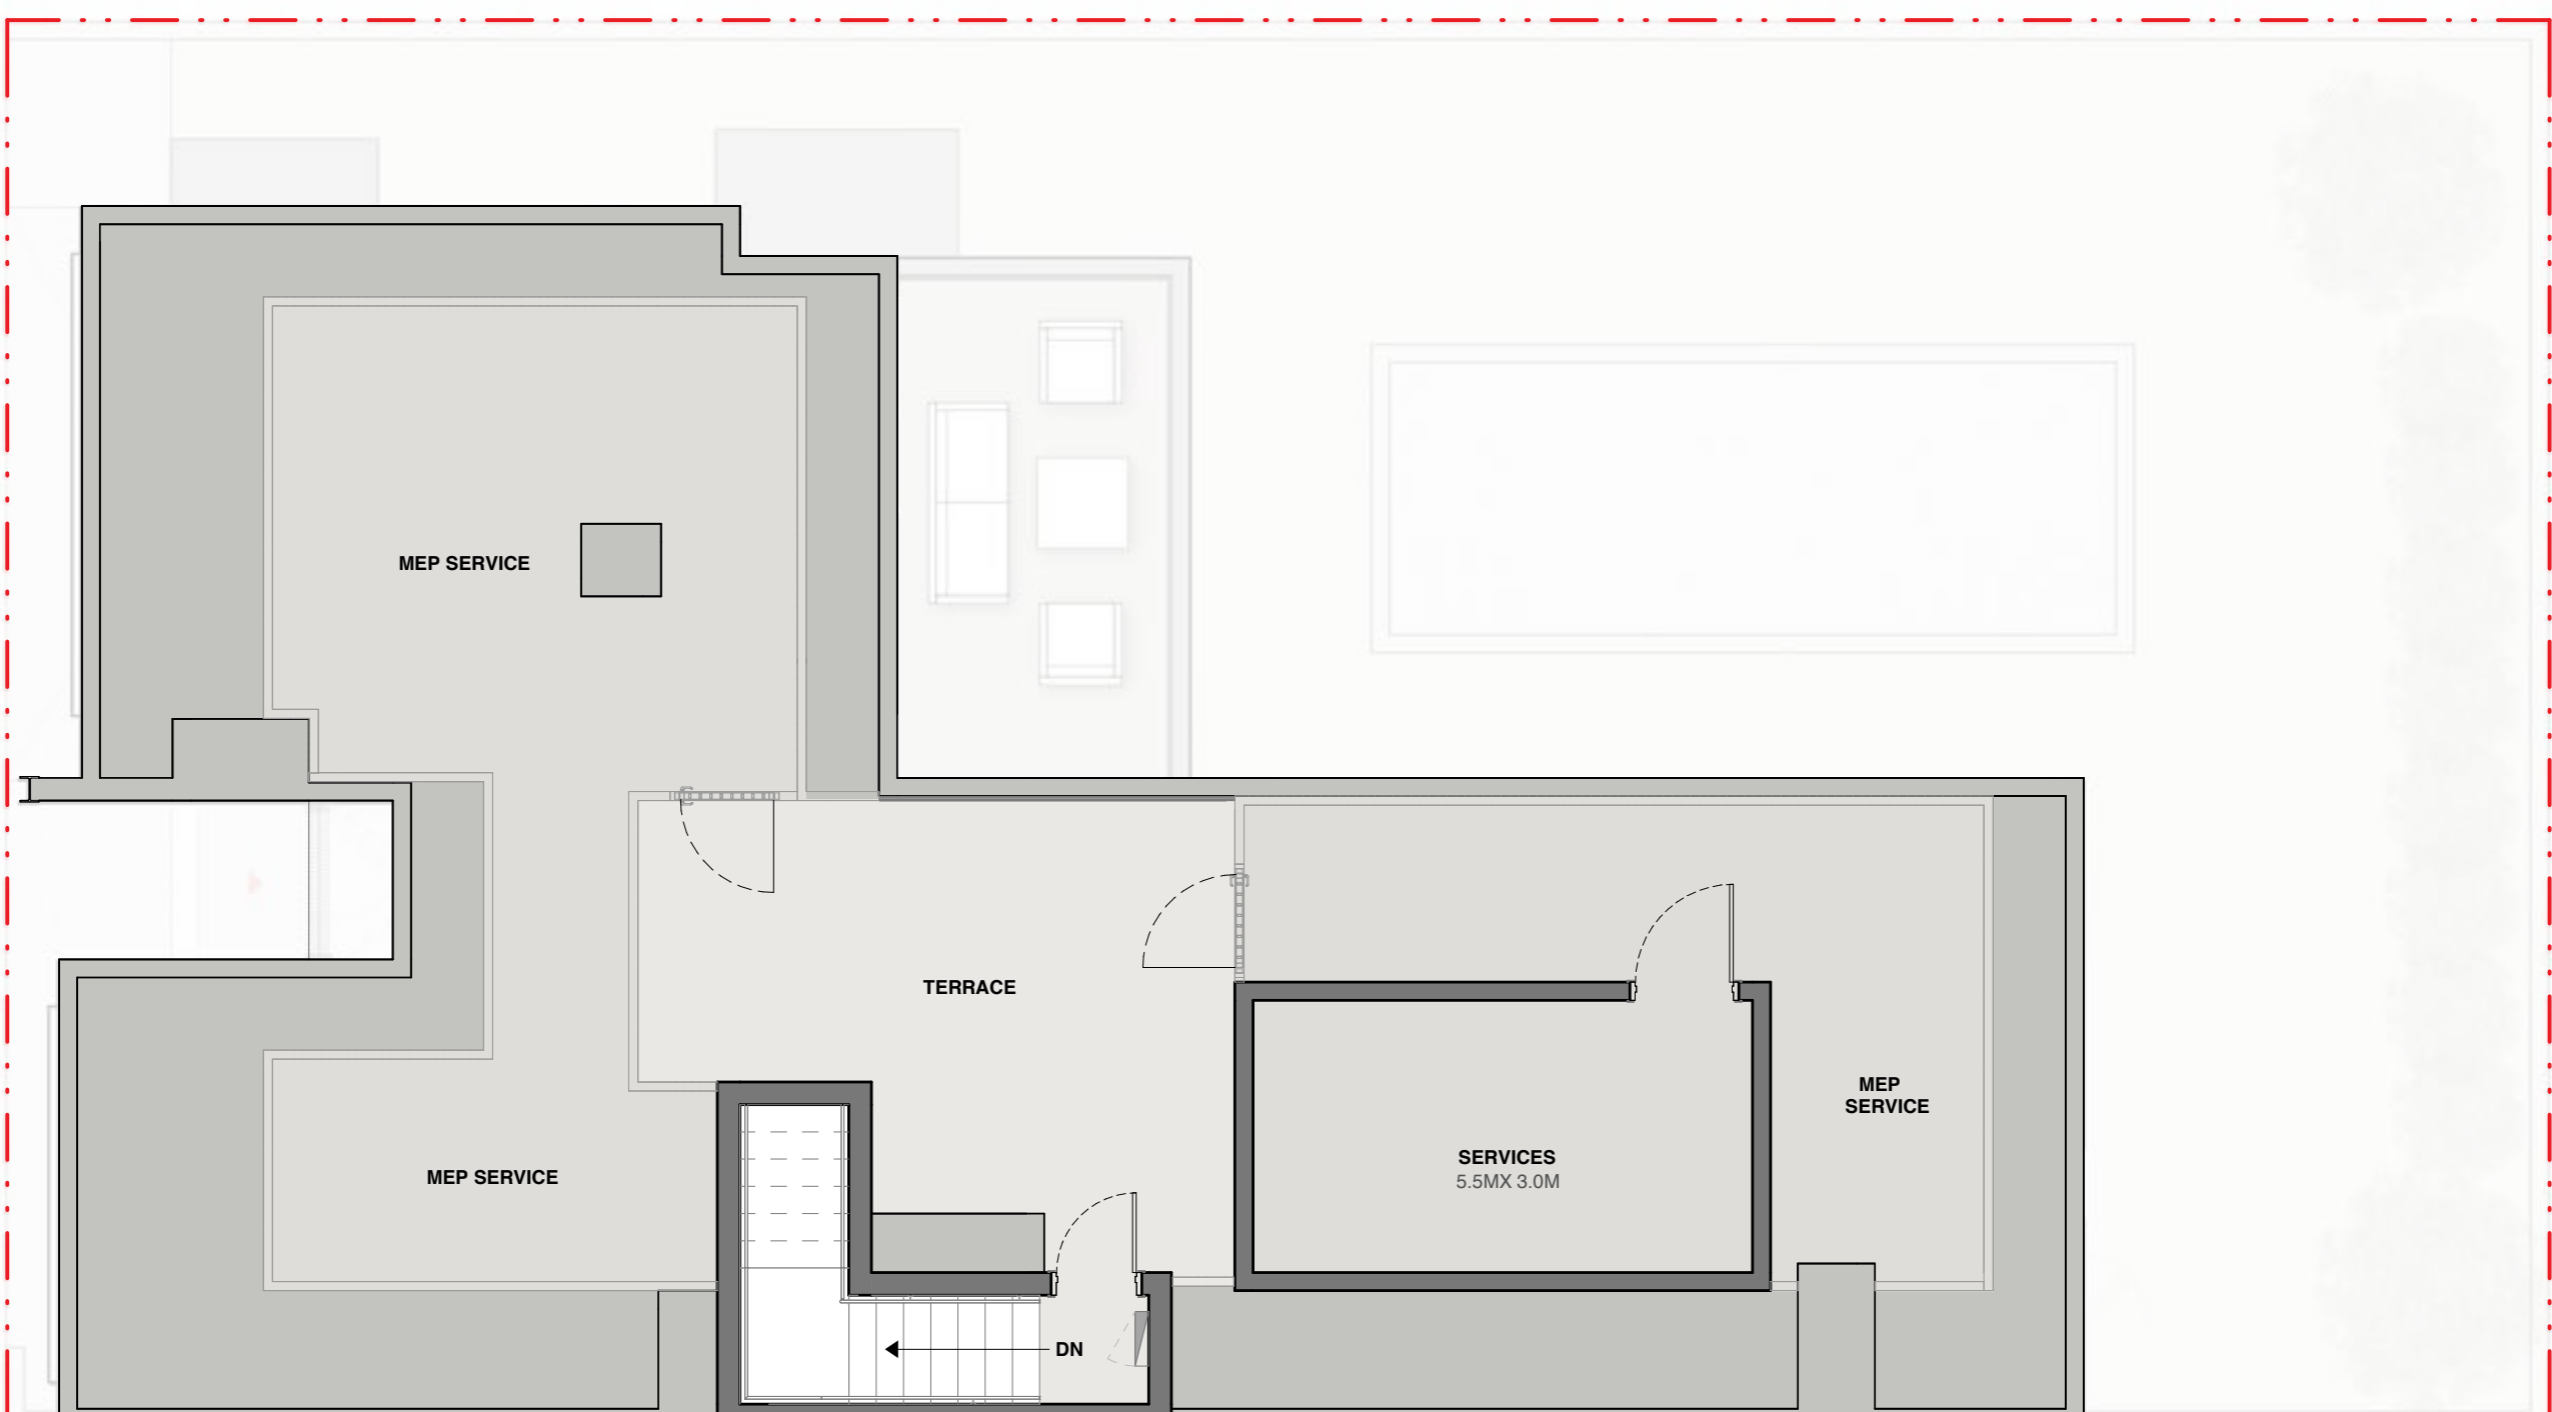 MEP SERVICE
TERRACE
MEP
SERVICE
SERVICES
5.5MX 3.0M
MEP SERVICE
DN